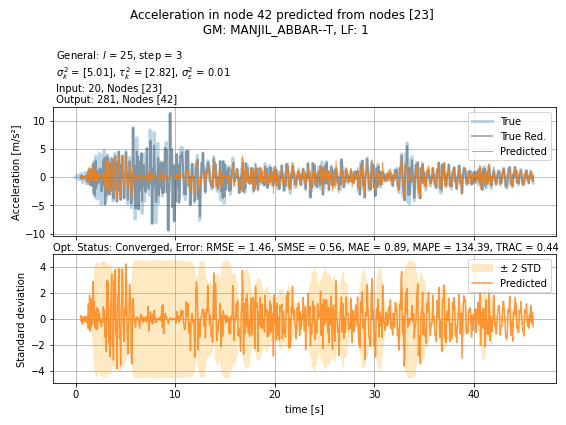 Acceleration in node 42 predicted from nodes [23]
GM: MANJIL_ABBAR--T, LF: 1
General: l = 25, step = 3
σ²ₖ = [5.01], τ²ₖ = [2.82], σ²ε = 0.01
Input: 20, Nodes [23]
Output: 281, Nodes [42]
Acceleration [m/s²]
10
5
0
−5
−10
True
True Red.
Predicted
Opt. Status: Converged, Error: RMSE = 1.46, SMSE = 0.56, MAE = 0.89, MAPE = 134.39, TRAC = 0.44
Standard deviation
4
2
0
−2
−4
± 2 STD
Predicted
0 10 20 30 40
time [s]